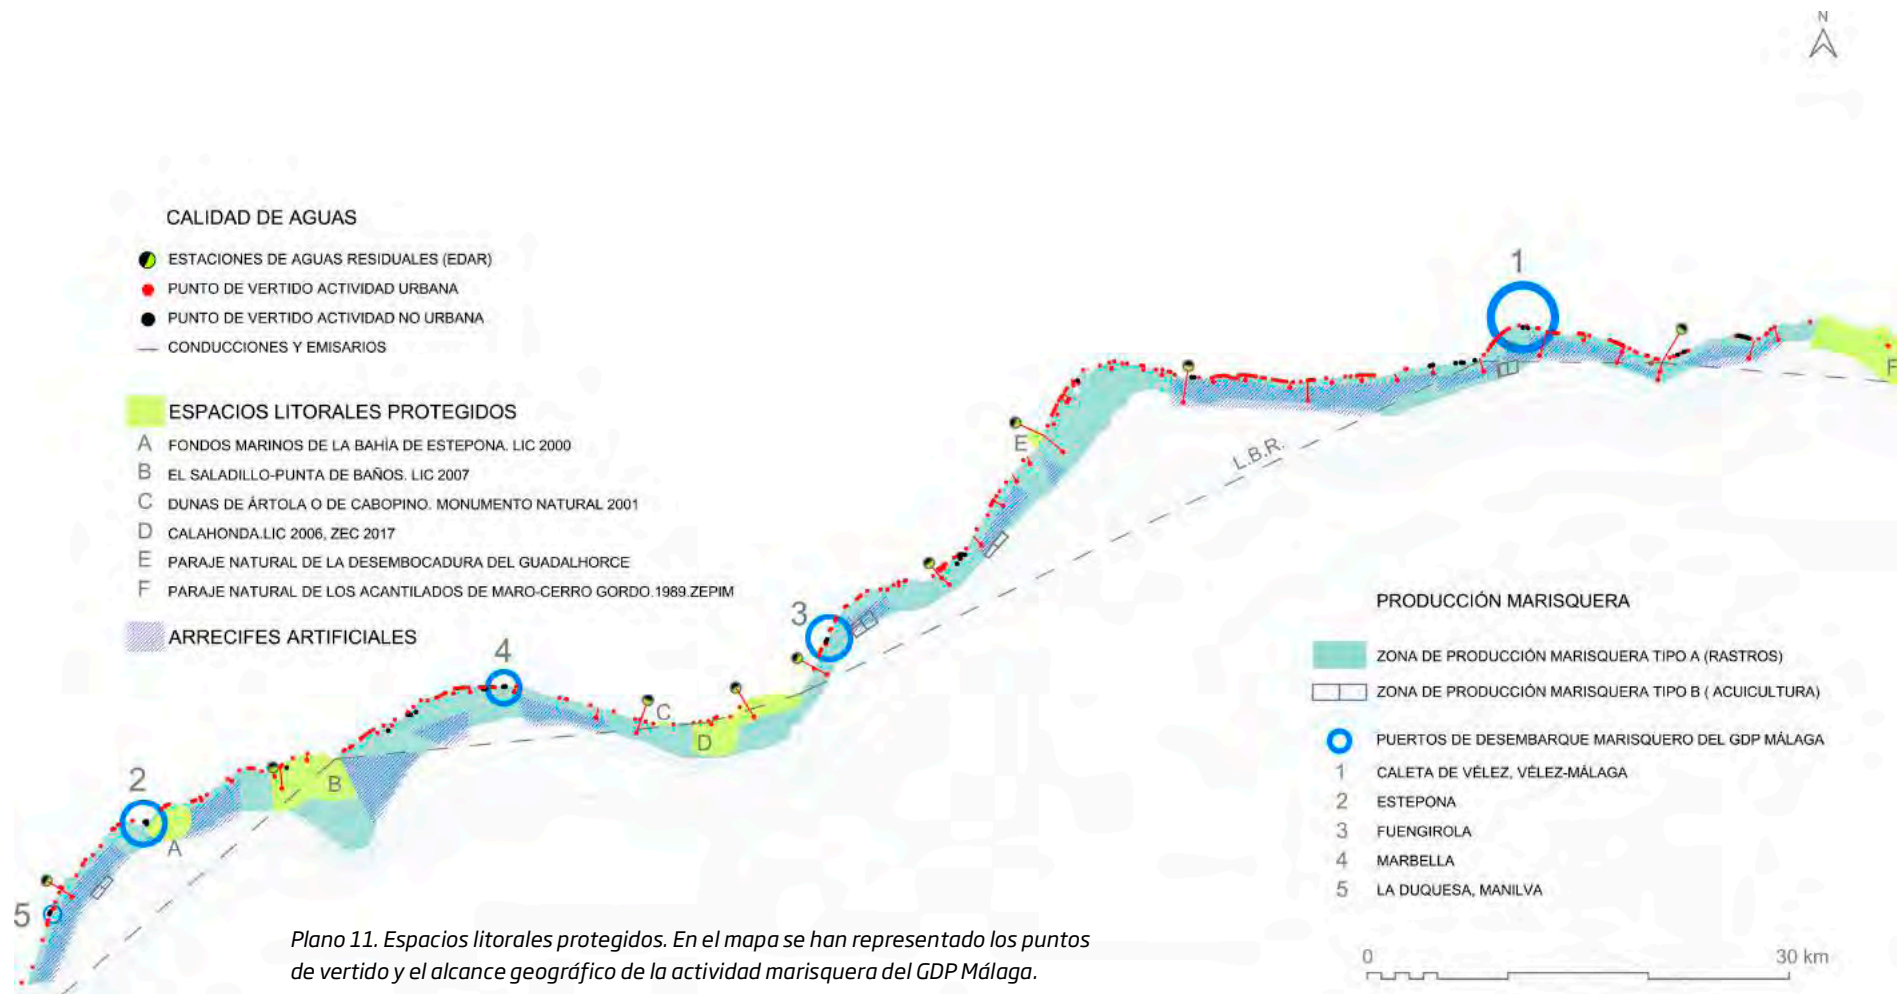 N
CALIDAD DE AGUAS
ESTACIONES DE AGUAS RESIDUALES (EDAR)
PUNTO DE VERTIDO ACTIVIDAD URBANA
PUNTO DE VERTIDO ACTIVIDAD NO URBANA
CONDUCCIONES Y EMISARIOS
ESPACIOS LITORALES PROTEGIDOS
A FONDOS MARINOS DE LA BAHÍA DE ESTEPONA. LIC 2000
B EL SALADILLO-PUNTA DE BAÑOS. LIC 2007
C DUNAS DE ÁRTOLA O DE CABOPINO. MONUMENTO NATURAL 2001
D CALAHONDA.LIC 2006, ZEC 2017
E PARAJE NATURAL DE LA DESEMBOCADURA DEL GUADALHORCE
F PARAJE NATURAL DE LOS ACANTILADOS DE MARO-CERRO GORDO.1989.ZEPIM
ARRECIFES ARTIFICIALES
1
F
E
L.B.R.
3
4
C
D
B
2
A
5
PRODUCCIÓN MARISQUERA
ZONA DE PRODUCCIÓN MARISQUERA TIPO A (RASTROS)
ZONA DE PRODUCCIÓN MARISQUERA TIPO B ( ACUICULTURA)
PUERTOS DE DESEMBARQUE MARISQUERO DEL GDP MÁLAGA
1 CALETA DE VÉLEZ, VÉLEZ-MÁLAGA
2 ESTEPONA
3 FUENGIROLA
4 MARBELLA
5 LA DUQUESA, MANILVA
0 30 km
Plano 11. Espacios litorales protegidos. En el mapa se han representado los puntos
de vertido y el alcance geográfico de la actividad marisquera del GDP Málaga.